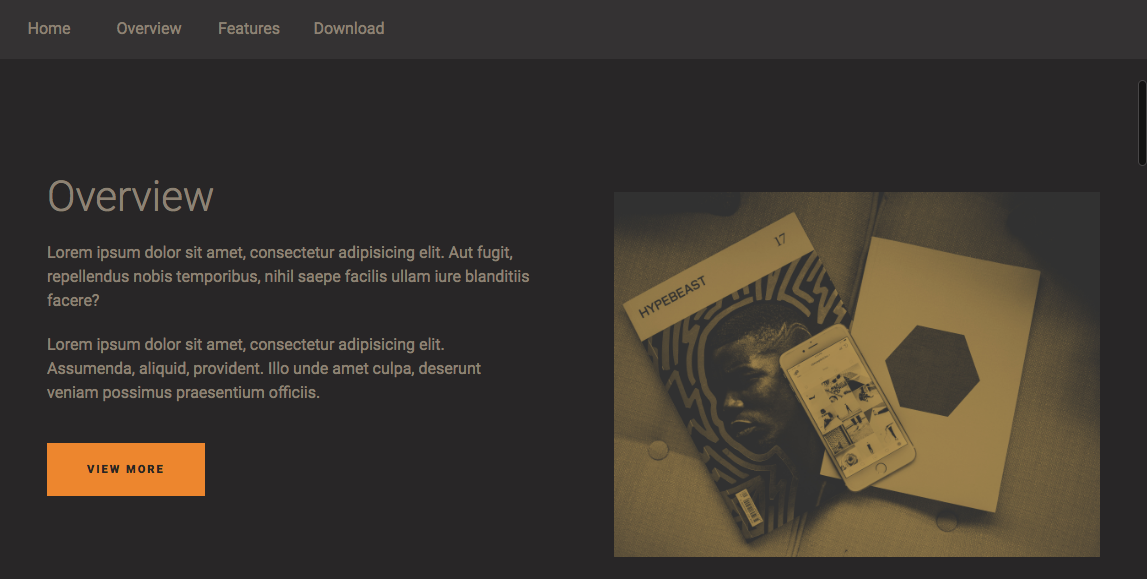 Home Overview Features Download
Overview
Lorem ipsum dolor sit amet, consectetur adipisicing elit. Aut fugit,
repellendus nobis temporibus, nihil saepe facilis ullam iure blanditiis
facere?
Lorem ipsum dolor sit amet, consectetur adipisicing elit.
Assumenda, aliquid, provident. Illo unde amet culpa, deserunt
veniam possimus praesentium officiis.
VIEW MORE
17
HYPEBEAST